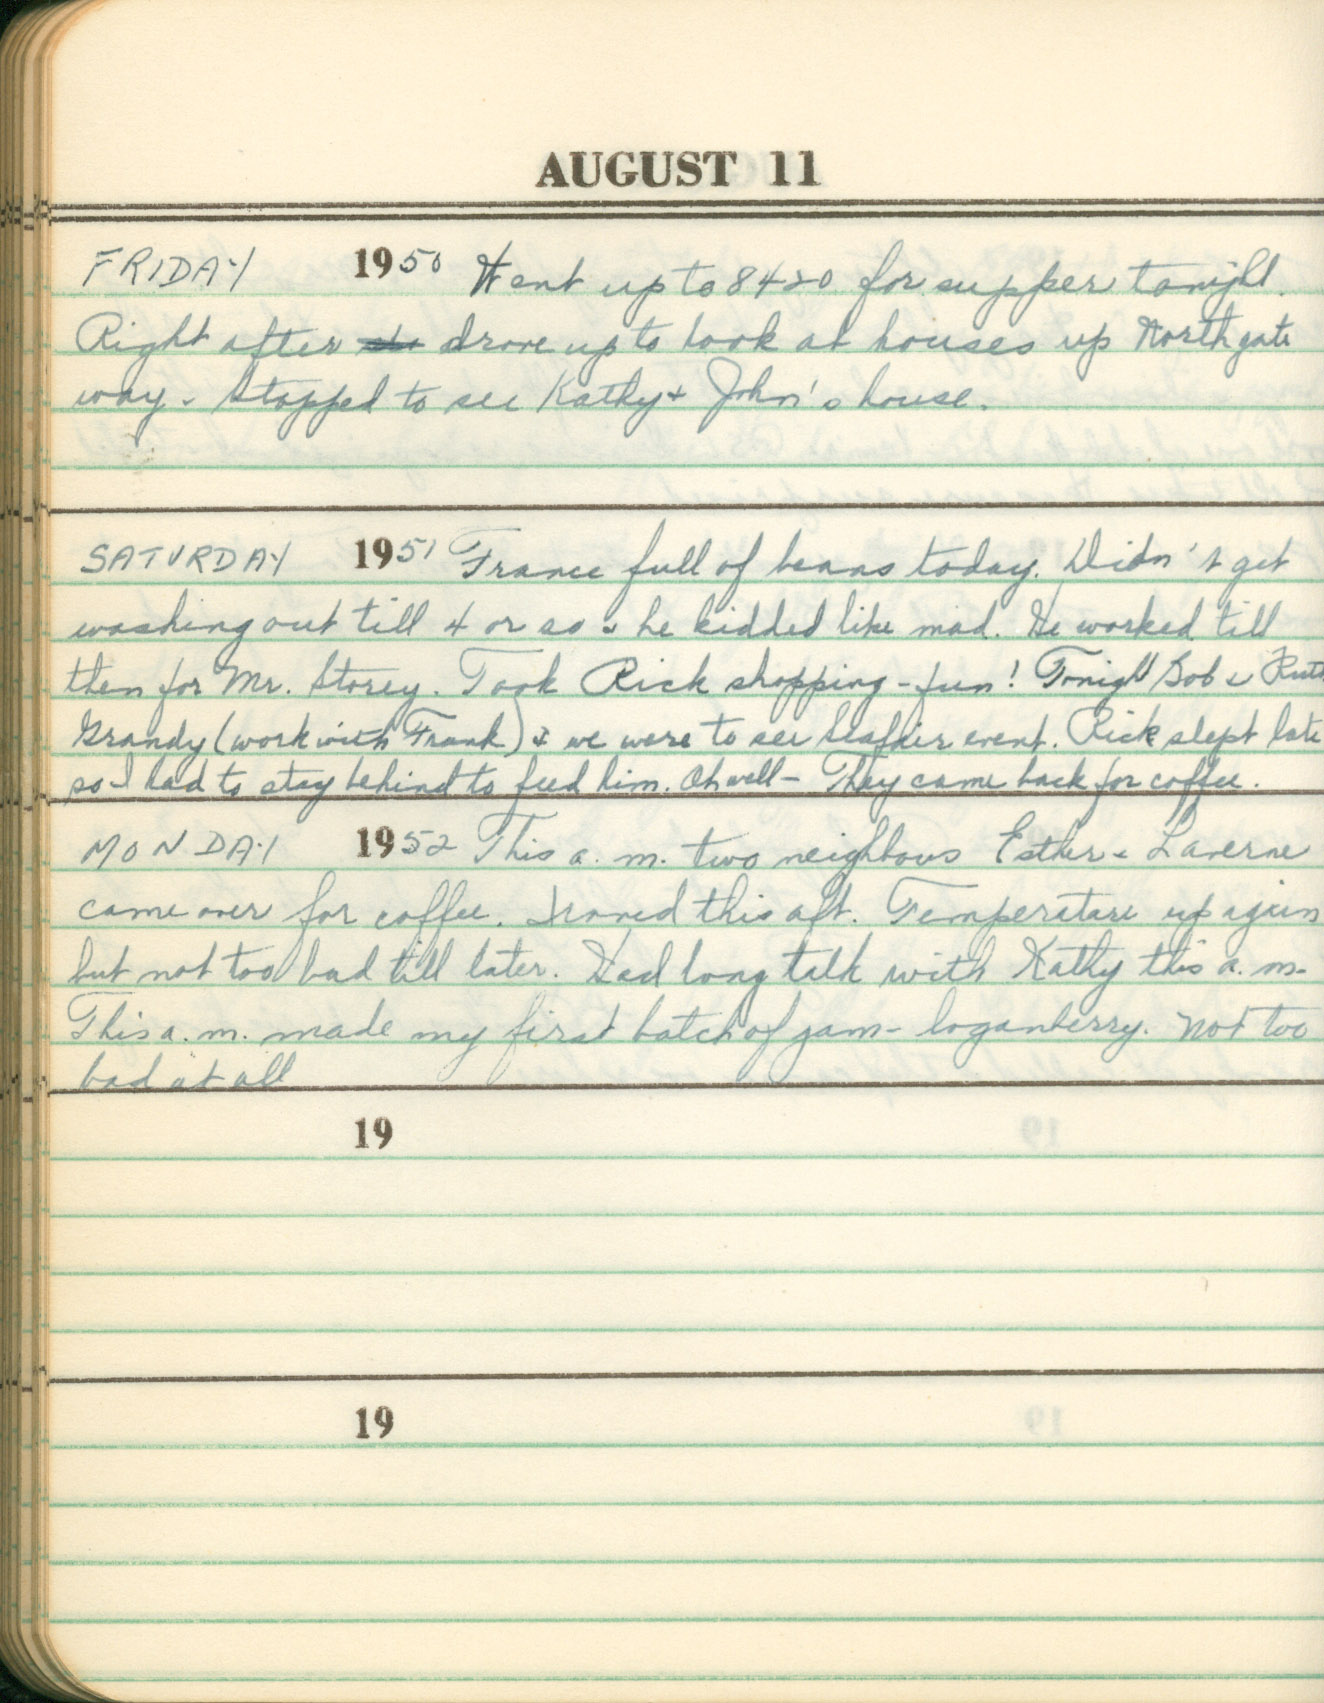 AUGUST 11
FRIDAY 1950 Went up to 8420 for supper tonight.
Right after drove up to look at houses up Northgate
way. Stopped to see Kathy + John's house.
SATURDAY 1951 France full of beans today. Didn't get
washing out till 4 or so & he kidded like mad. He worked till
then for Mr. Storey. Took Rick shopping - fun! Tonight Bob & Ruth
Grandy (work with Frank) & we were to see Seafair event. Rick slept late
so I had to stay behind to feed him. Oh well - They came back for coffee.
MONDAY 1952 This a.m. two neighbours Esther & Laverne
came over for coffee. Ironed this aft. Temperature up again
but not too bad till later. Had long talk with Kathy this a.m.
This a.m. made my first batch of jam - loganberry. Not too
bad at all
19
19